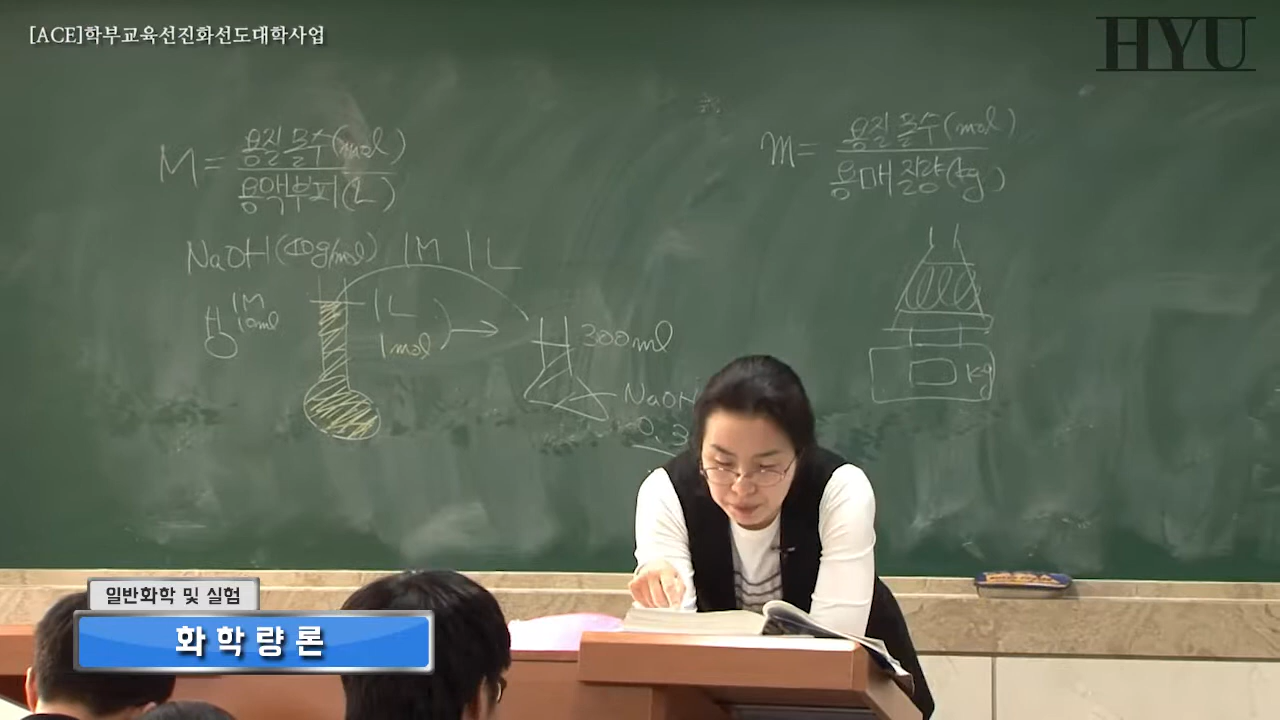 [ACE]학부교육선진화선도대학사업
HYU
M = 용질몰수(mol)
용액부피(L)
NaOH(40g/mol) 1M 1L
1M
10ml
1L
1mol
300ml
NaOH
0.3
m = 용질몰수(mol)
용매질량(kg)
kg
일반화학 및 실험
화학량론